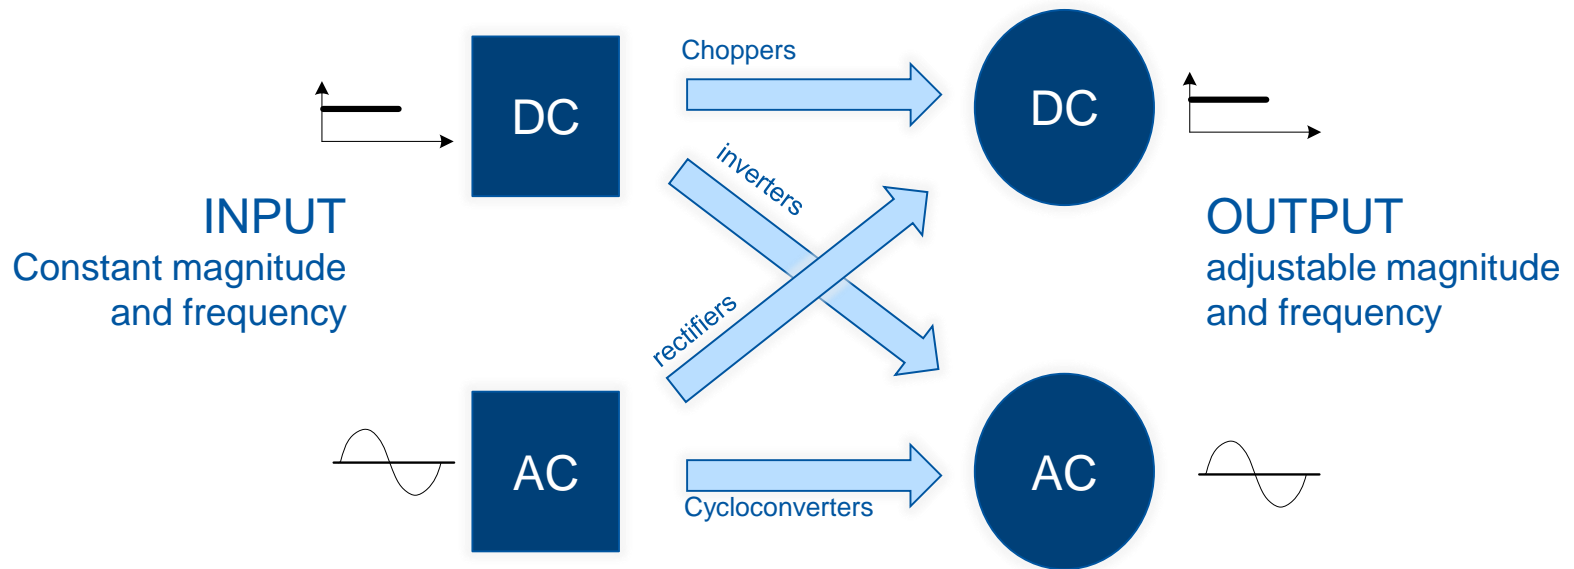 Choppers
DC
DC
inverters
INPUT
Constant magnitude
and frequency
OUTPUT
adjustable magnitude
and frequency
rectifiers
AC
AC
Cycloconverters